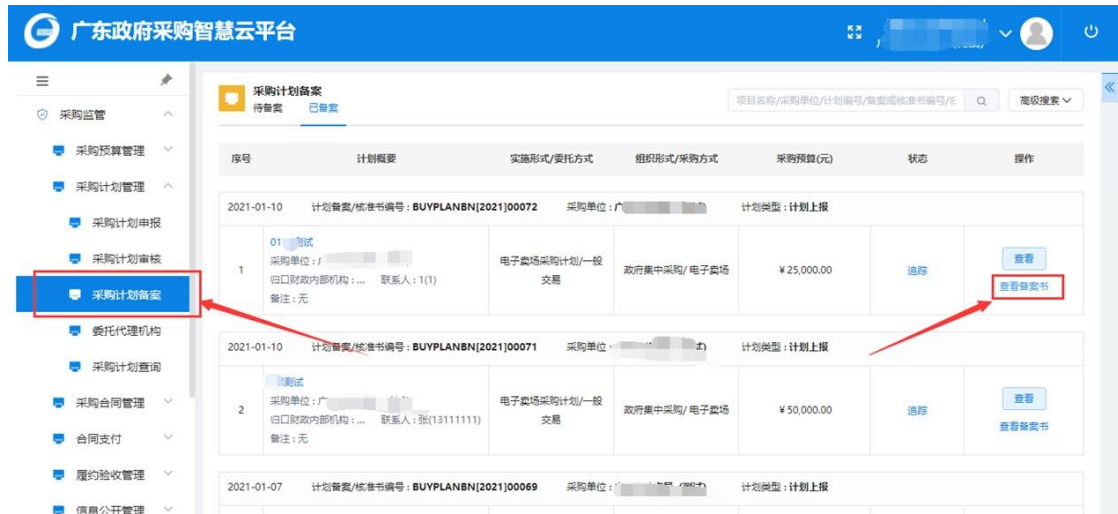 广东政府采购智慧云平台
采购监管
采购预算管理
采购计划管理
采购计划申报
采购计划审核
采购计划备案
委托代理机构
采购计划查询
采购合同管理
合同支付
履约验收管理
信息公开管理
采购计划备案
待备案 已备案
项目名称/采购单位/计划编号/备案或核准书编号/
高级搜索
序号 计划概要 实施形式/委托方式 组织形式/采购方式 采购预算(元) 状态 操作
2021-01-10 计划备案/核准书编号:BUYPLANBN[2021]00072 采购单位:广 计划类型:计划上报
01 测试
采购单位:
归口财政内部机构:... 联系人:1(1)
备注:无
1 电子卖场采购计划/一般交易 政府集中采购/电子卖场 ¥25,000.00 追踪 查看
查看备案书
2021-01-10 计划备案/核准书编号:BUYPLANBN[2021]00071 采购单位: 计划类型:计划上报
测试
采购单位:广
归口财政内部机构:... 联系人:张(13111111)
备注:无
2 电子卖场采购计划/一般交易 政府集中采购/电子卖场 ¥50,000.00 追踪 查看
查看备案书
2021-01-07 计划备案/核准书编号:BUYPLANBN[2021]00069 采购单位: (测试) 计划类型:计划上报